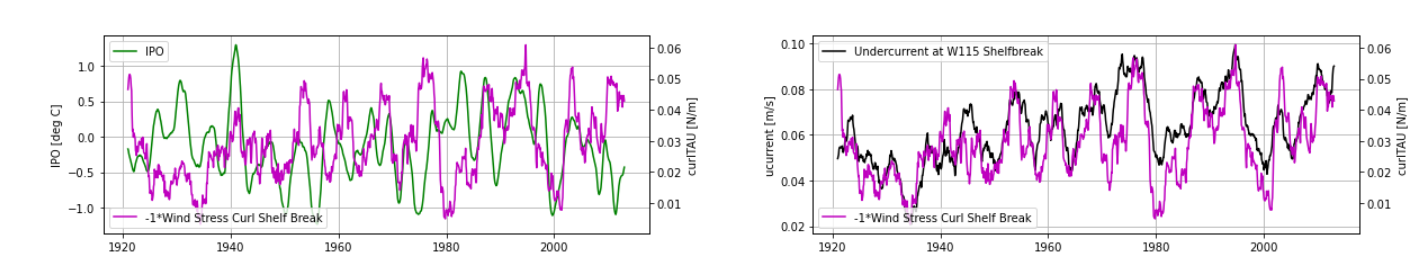 IPO
-1*Wind Stress Curl Shelf Break
IPO [deg C]
1.0
0.5
0.0
−0.5
−1.0
0.06
0.05
0.04
0.03
0.02
0.01
curlTAU [N/m]
1920 1940 1960 1980 2000
Undercurrent at W115 Shelfbreak
-1*Wind Stress Curl Shelf Break
ucurrent [m/s]
0.10
0.08
0.06
0.04
0.02
0.06
0.05
0.04
0.03
0.02
0.01
curlTAU [N/m]
1920 1940 1960 1980 2000